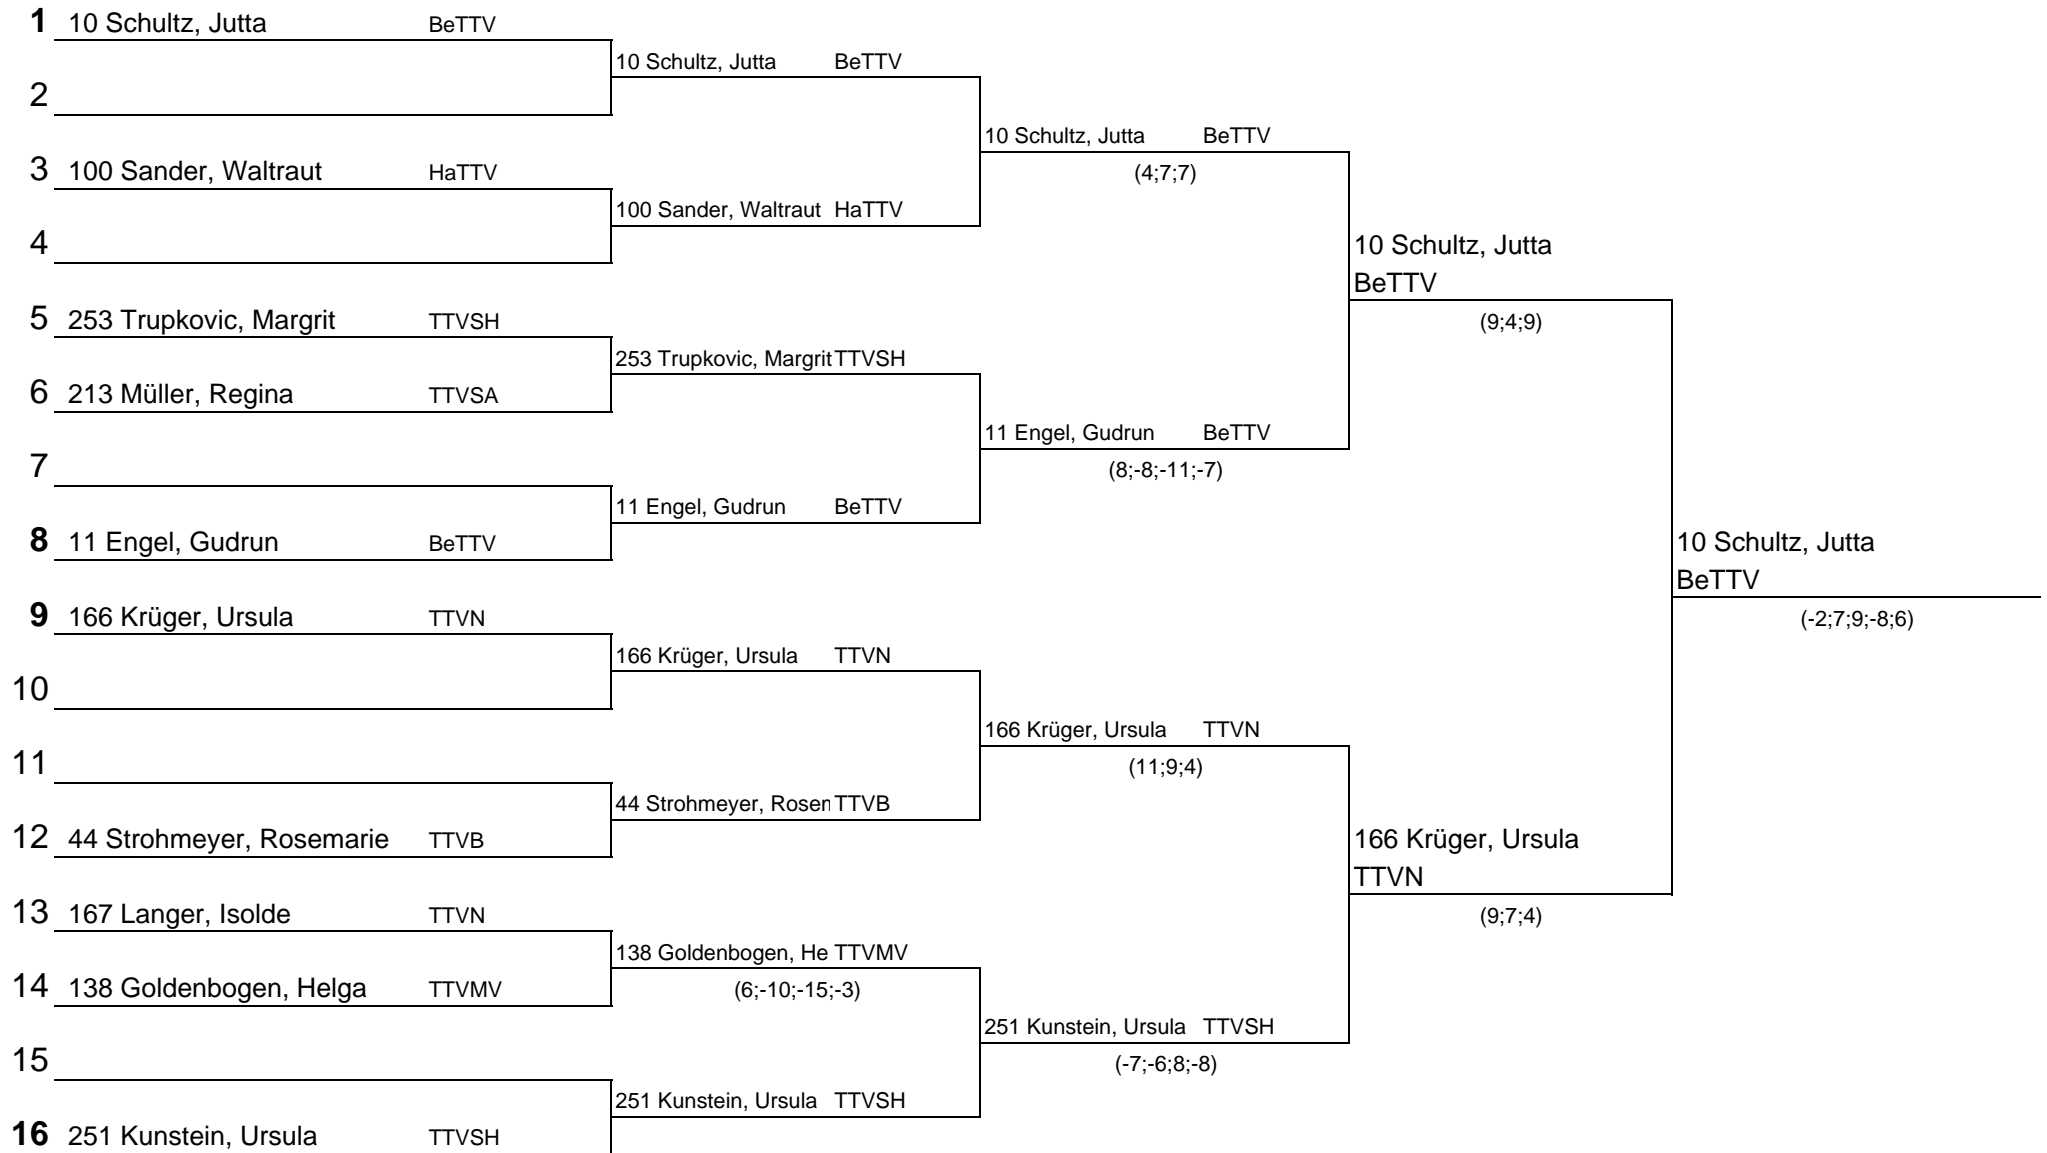 1 10 Schultz, Jutta BeTTV
10 Schultz, Jutta BeTTV
2
10 Schultz, Jutta BeTTV
3 100 Sander, Waltraut HaTTV
(4;7;7)
100 Sander, Waltraut HaTTV
4
10 Schultz, Jutta
BeTTV
5 253 Trupkovic, Margrit TTVSH
(9;4;9)
253 Trupkovic, Margrit TTVSH
6 213 Müller, Regina TTVSA
11 Engel, Gudrun BeTTV
7
(8;-8;-11;-7)
11 Engel, Gudrun BeTTV
8 11 Engel, Gudrun BeTTV
10 Schultz, Jutta
BeTTV
9 166 Krüger, Ursula TTVN
(-2;7;9;-8;6)
166 Krüger, Ursula TTVN
10
166 Krüger, Ursula TTVN
11
(11;9;4)
44 Strohmeyer, Rosen TTVB
12 44 Strohmeyer, Rosemarie TTVB
166 Krüger, Ursula
TTVN
13 167 Langer, Isolde TTVN
(9;7;4)
138 Goldenbogen, He TTVMV
14 138 Goldenbogen, Helga TTVMV
(6;-10;-15;-3)
251 Kunstein, Ursula TTVSH
15
(-7;-6;8;-8)
251 Kunstein, Ursula TTVSH
16 251 Kunstein, Ursula TTVSH